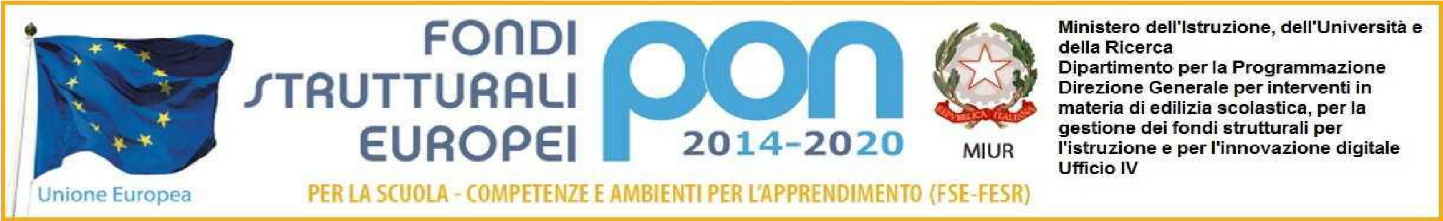 Unione Europea
FONDI
STRUTTURALI
EUROPEI
pon
2014-2020
PER LA SCUOLA - COMPETENZE E AMBIENTI PER L'APPRENDIMENTO (FSE-FESR)
REPVBBLICA ITALIANA
MIUR
Ministero dell'Istruzione, dell'Università e
della Ricerca
Dipartimento per la Programmazione
Direzione Generale per interventi in
materia di edilizia scolastica, per la
gestione dei fondi strutturali per
l'istruzione e per l'innovazione digitale
Ufficio IV